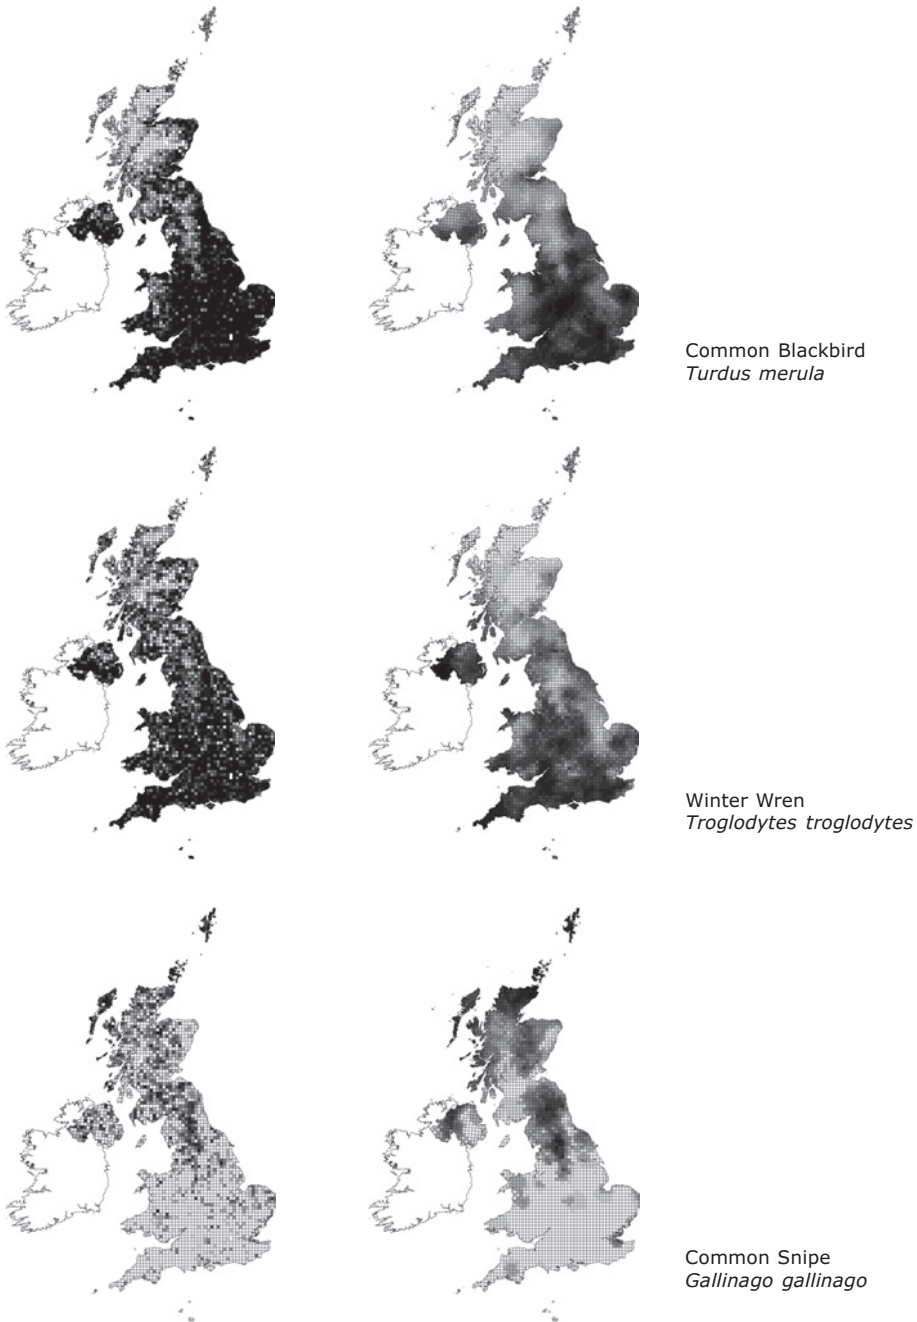 Common Blackbird
Turdus merula
Winter Wren
Troglodytes troglodytes
Common Snipe
Gallinago gallinago